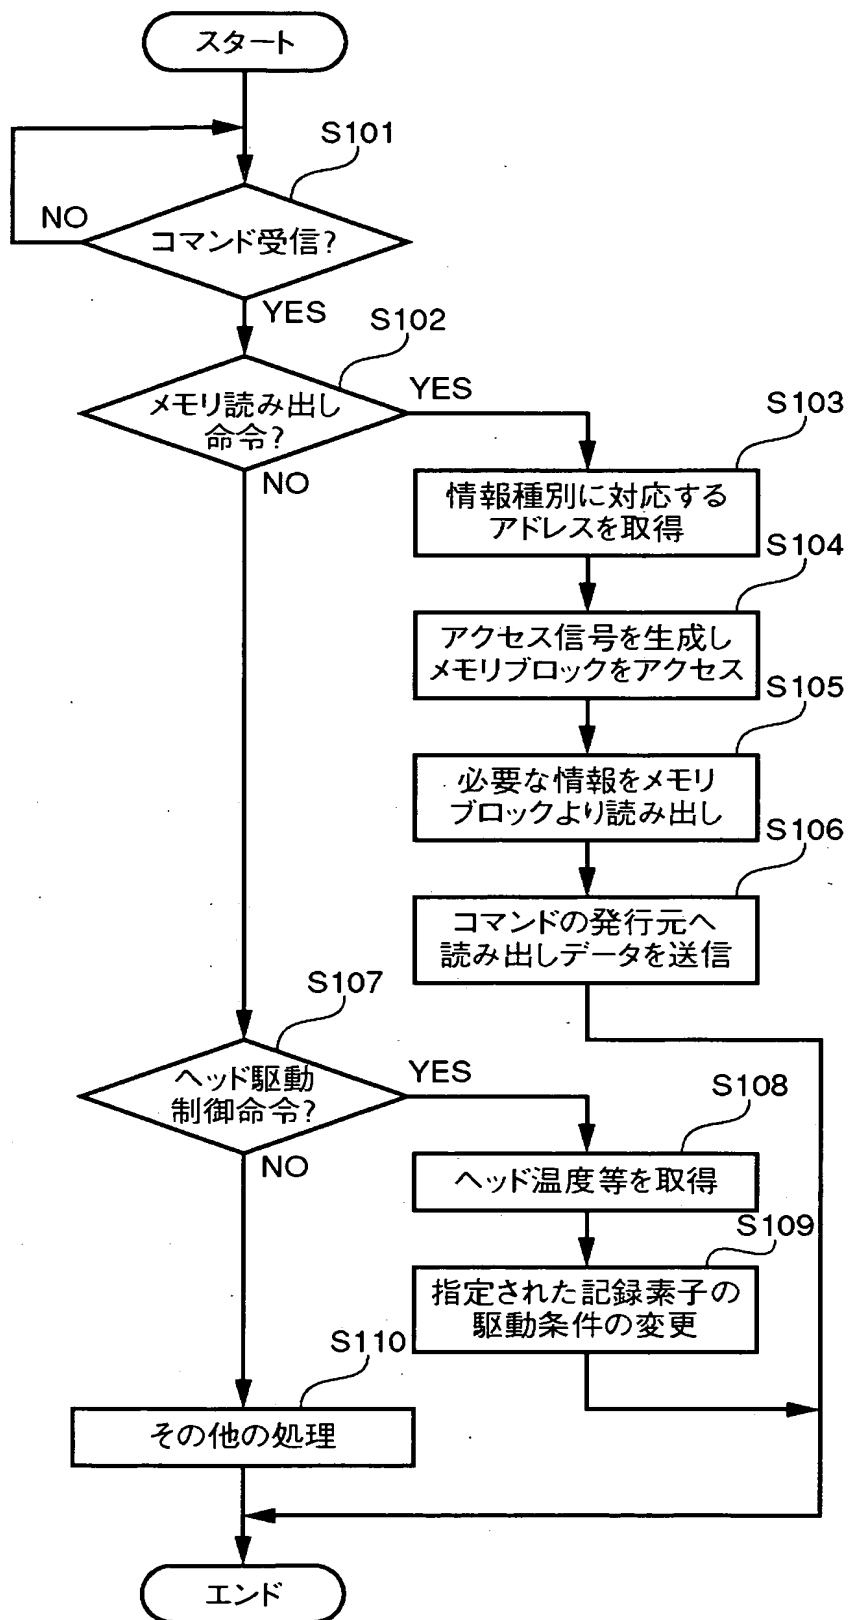 スタート
S101
NO
コマンド受信?
YES
S102
メモリ読み出し
命令?
YES
NO
S103
情報種別に対応する
アドレスを取得
S104
アクセス信号を生成し
メモリブロックをアクセス
S105
必要な情報をメモリ
ブロックより読み出し
S106
コマンドの発行元へ
読み出しデータを送信
S107
ヘッド駆動
制御命令?
YES
NO
S108
ヘッド温度等を取得
S109
指定された記録素子の
駆動条件の変更
S110
その他の処理
エンド